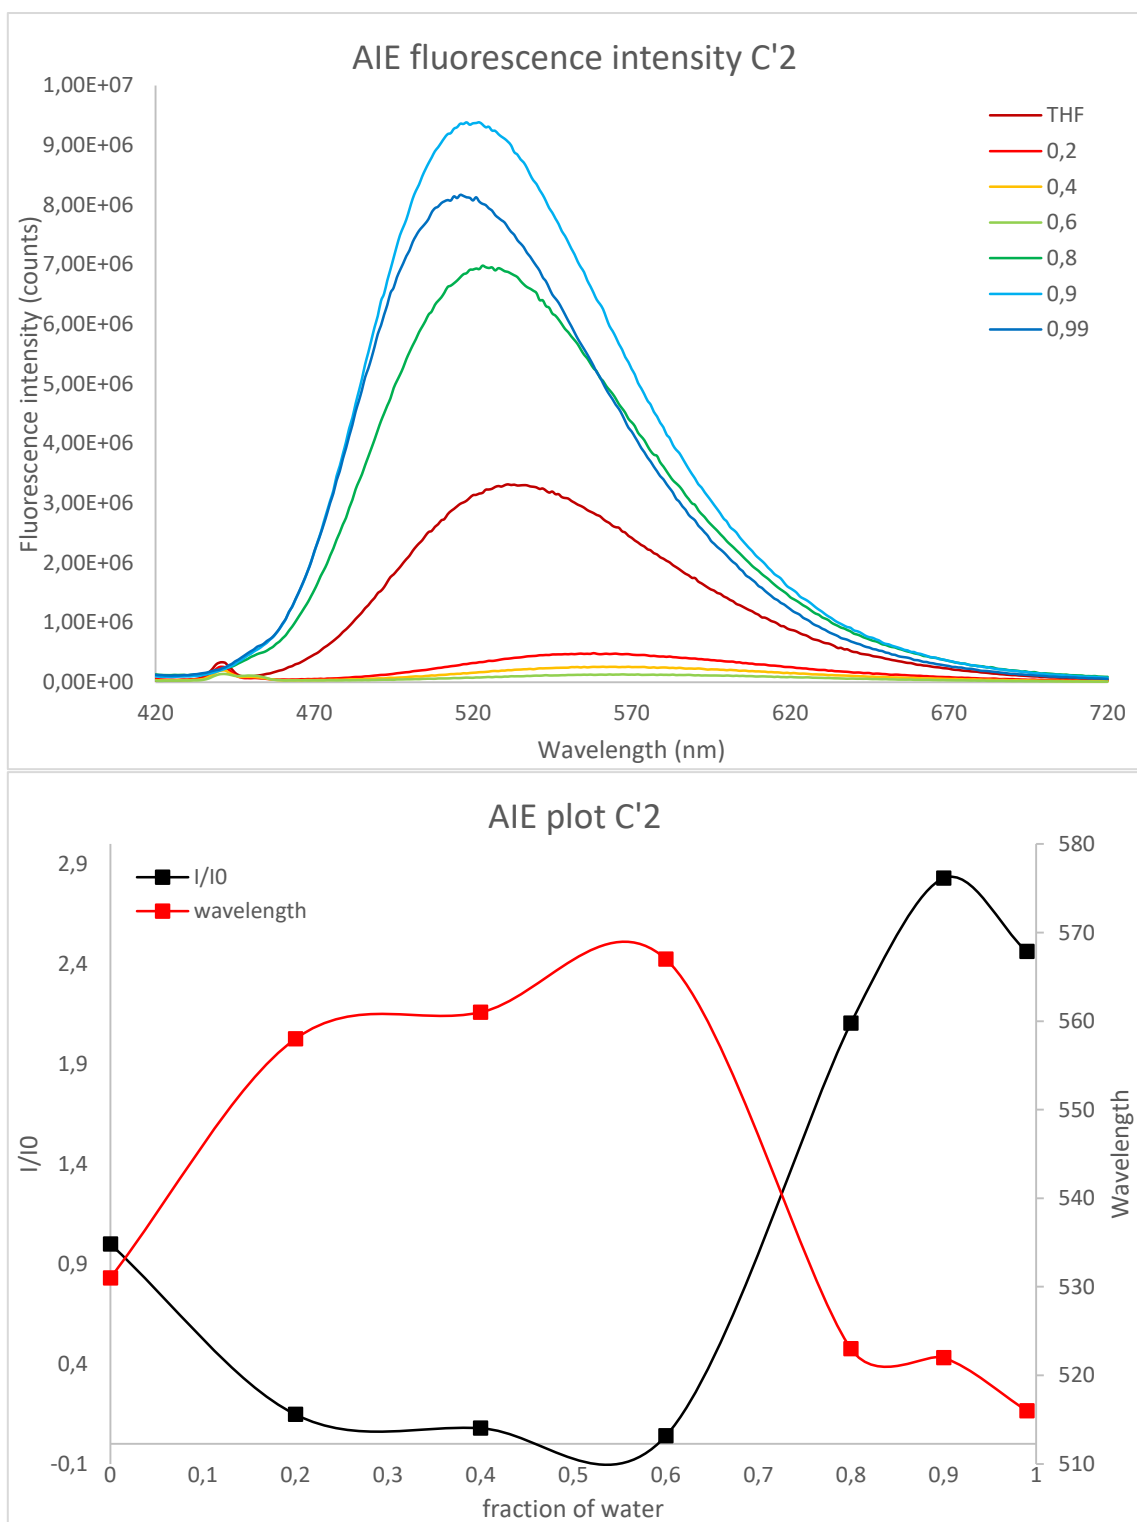 AIE fluorescence intensity C'2
1,00E+07
9,00E+06
8,00E+06
7,00E+06
6,00E+06
5,00E+06
4,00E+06
3,00E+06
2,00E+06
1,00E+06
0,00E+00
Fluorescence intensity (counts)
THF
0,2
0,4
0,6
0,8
0,9
0,99
420 470 520 570 620 670 720
Wavelength (nm)
AIE plot C'2
I/I0
wavelength
2,9
2,4
1,9
1,4
0,9
0,4
-0,1
I/I0
580
570
560
550
540
530
520
510
Wavelength
0 0,1 0,2 0,3 0,4 0,5 0,6 0,7 0,8 0,9 1
fraction of water